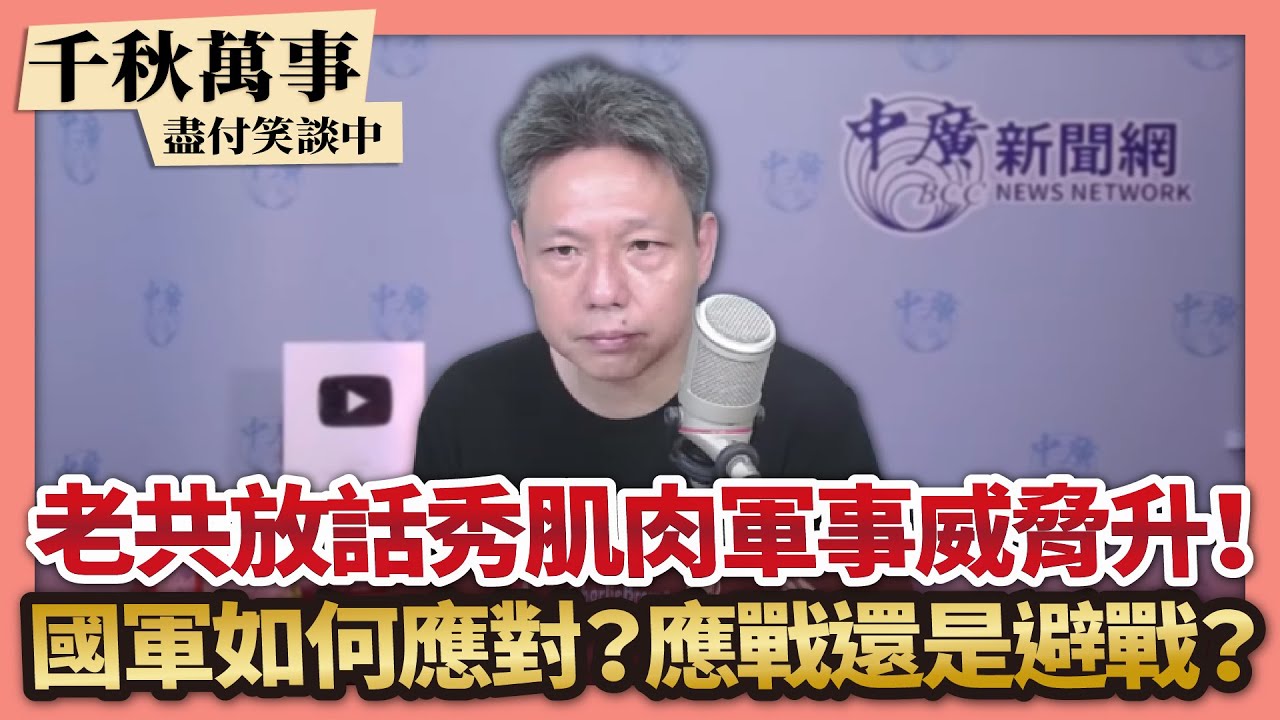 千秋萬事
盡付笑談中
中廣新聞網
BCC NEWS NETWORK
老共放話秀肌肉軍事威脅升！
國軍如何應對？應戰還是避戰？